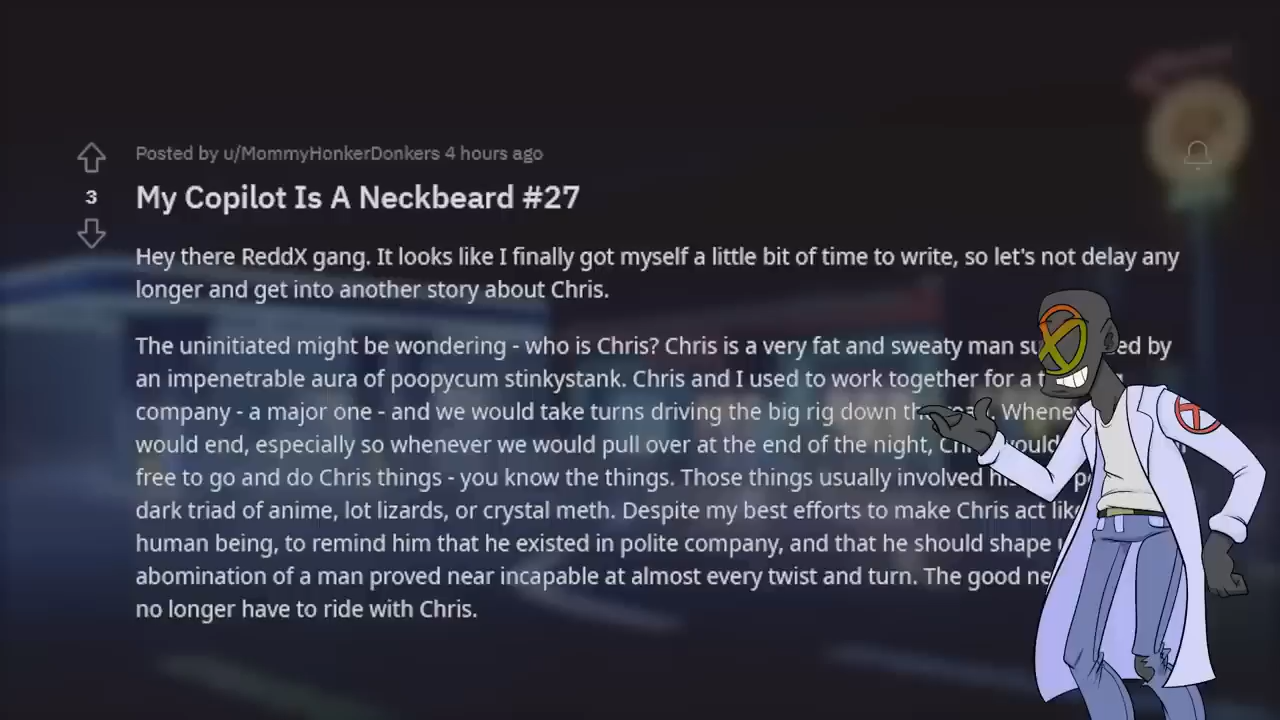 Posted by u/MommyHonkerDonkers 4 hours ago
3
My Copilot Is A Neckbeard #27
Hey there ReddX gang. It looks like I finally got myself a little bit of time to write, so let's not delay any
longer and get into another story about Chris.
The uninitiated might be wondering - who is Chris? Chris is a very fat and sweaty man by
an impenetrable aura of poopycum stinkystank. Chris and I used to work together for a
company - a major one - and we would take turns driving the big rig down
would end, especially so whenever we would pull over at the end of the night, would
free to go and do Chris things - you know the things. Those things usually involved
dark triad of anime, lot lizards, or crystal meth. Despite my best efforts to make Chris act
human being, to remind him that he existed in polite company, and that he should shape
abomination of a man proved near incapable at almost every twist and turn. The good
no longer have to ride with Chris.